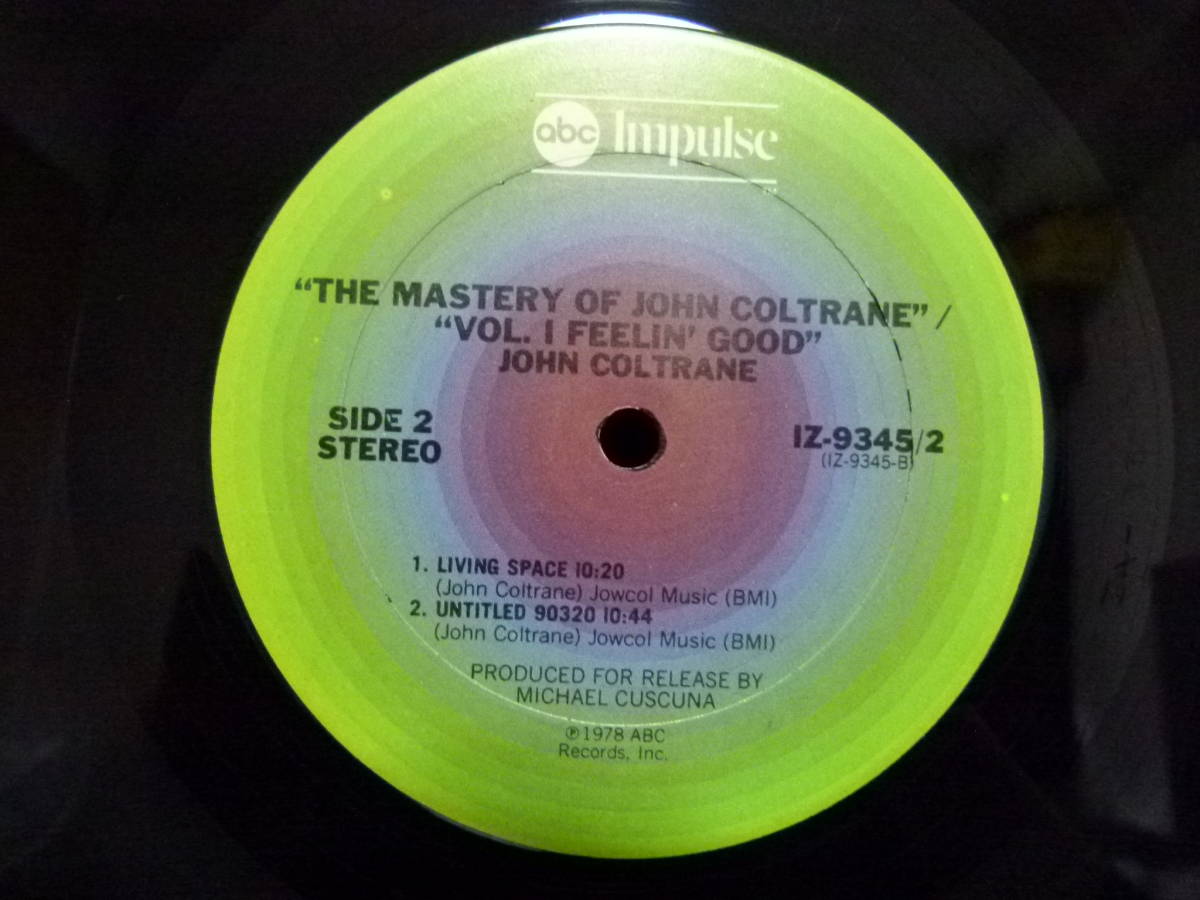 abc Impulse
“THE MASTERY OF JOHN COLTRANE” /
“VOL. I FEELIN’ GOOD”
JOHN COLTRANE
SIDE 2
STEREO
IZ-9345/2
(IZ-9345-B)
1. LIVING SPACE 10:20
(John Coltrane) Jowcol Music (BMI)
2. UNTITLED 90320 10:44
(John Coltrane) Jowcol Music (BMI)
PRODUCED FOR RELEASE BY
MICHAEL CUSCUNA
℗ 1978 ABC
Records, Inc.